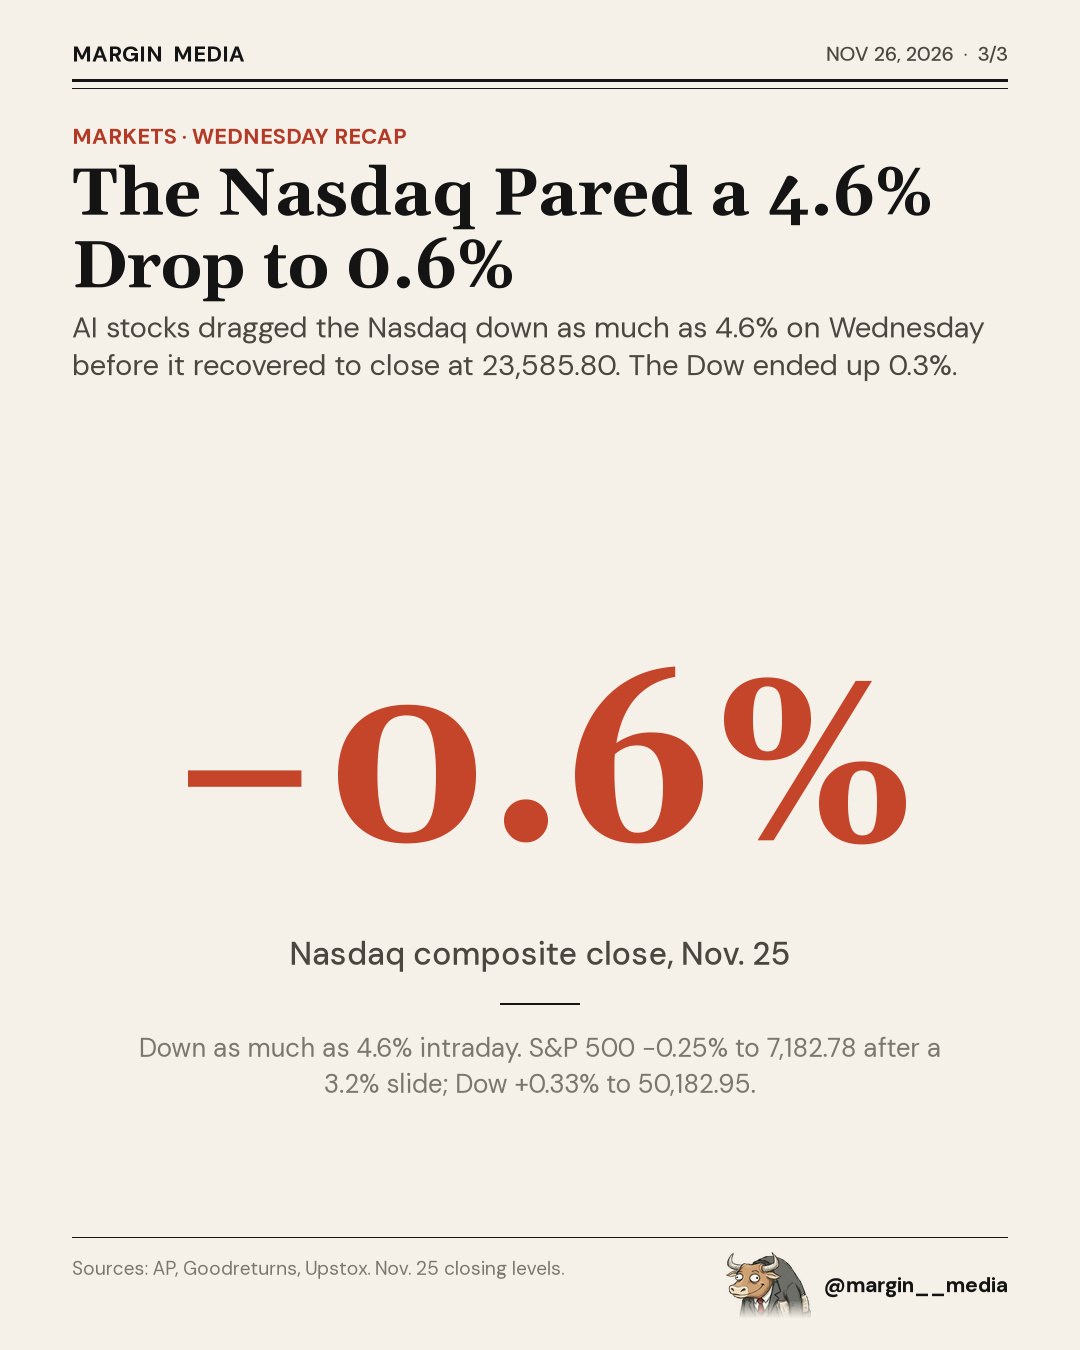 MARGIN MEDIA
NOV 26, 2026 · 3/3
MARKETS · WEDNESDAY RECAP
The Nasdaq Pared a 4.6%
Drop to 0.6%
AI stocks dragged the Nasdaq down as much as 4.6% on Wednesday
before it recovered to close at 23,585.80. The Dow ended up 0.3%.
−0.6%
Nasdaq composite close, Nov. 25
Down as much as 4.6% intraday. S&P 500 −0.25% to 7,182.78 after a
3.2% slide; Dow +0.33% to 50,182.95.
Sources: AP, Goodreturns, Upstox. Nov. 25 closing levels.
@margin__media